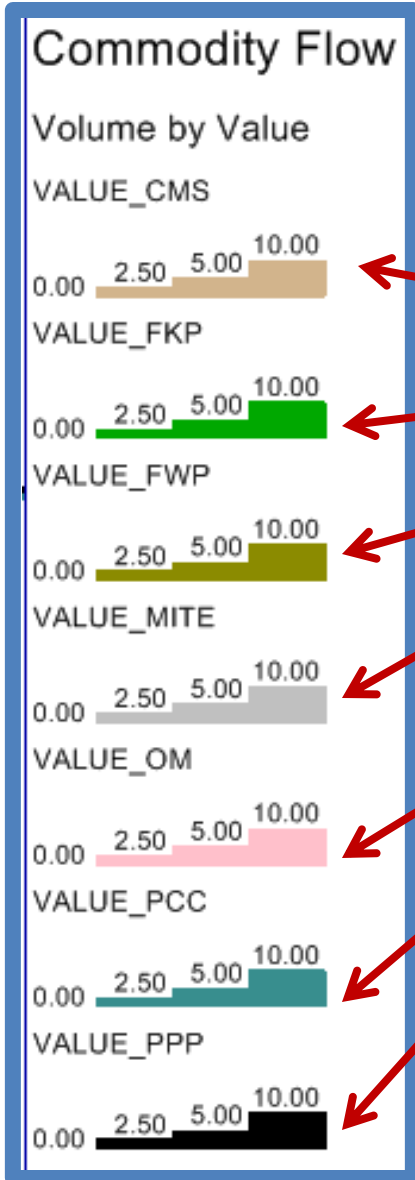 Commodity Flow
Volume by Value
VALUE_CMS
0.00 2.50 5.00 10.00
VALUE_FKP
0.00 2.50 5.00 10.00
VALUE_FWP
0.00 2.50 5.00 10.00
VALUE_MITE
0.00 2.50 5.00 10.00
VALUE_OM
0.00 2.50 5.00 10.00
VALUE_PCC
0.00 2.50 5.00 10.00
VALUE_PPP
0.00 2.50 5.00 10.00